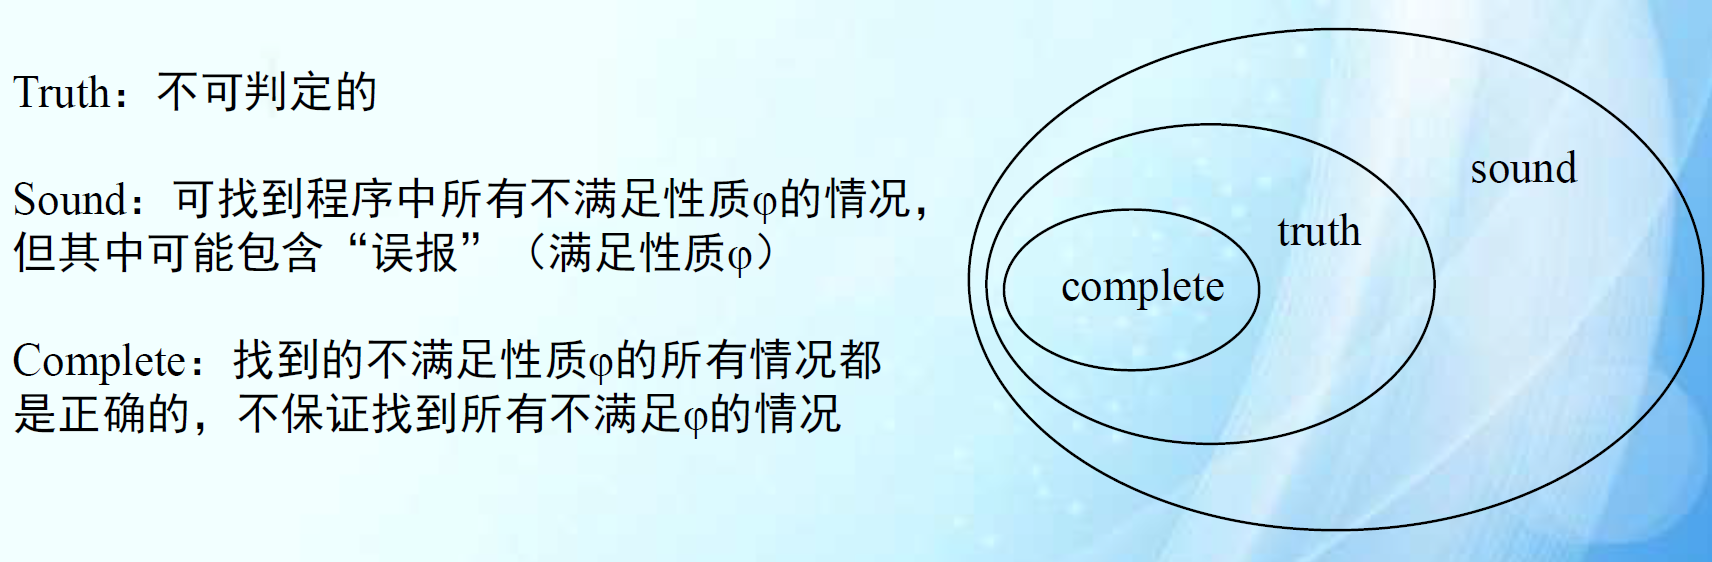 Truth：不可判定的
Sound：可找到程序中所有不满足性质φ的情况，
但其中可能包含“误报”（满足性质φ）
Complete：找到的不满足性质φ的所有情况都
是正确的，不保证找到所有不满足φ的情况
sound
truth
complete